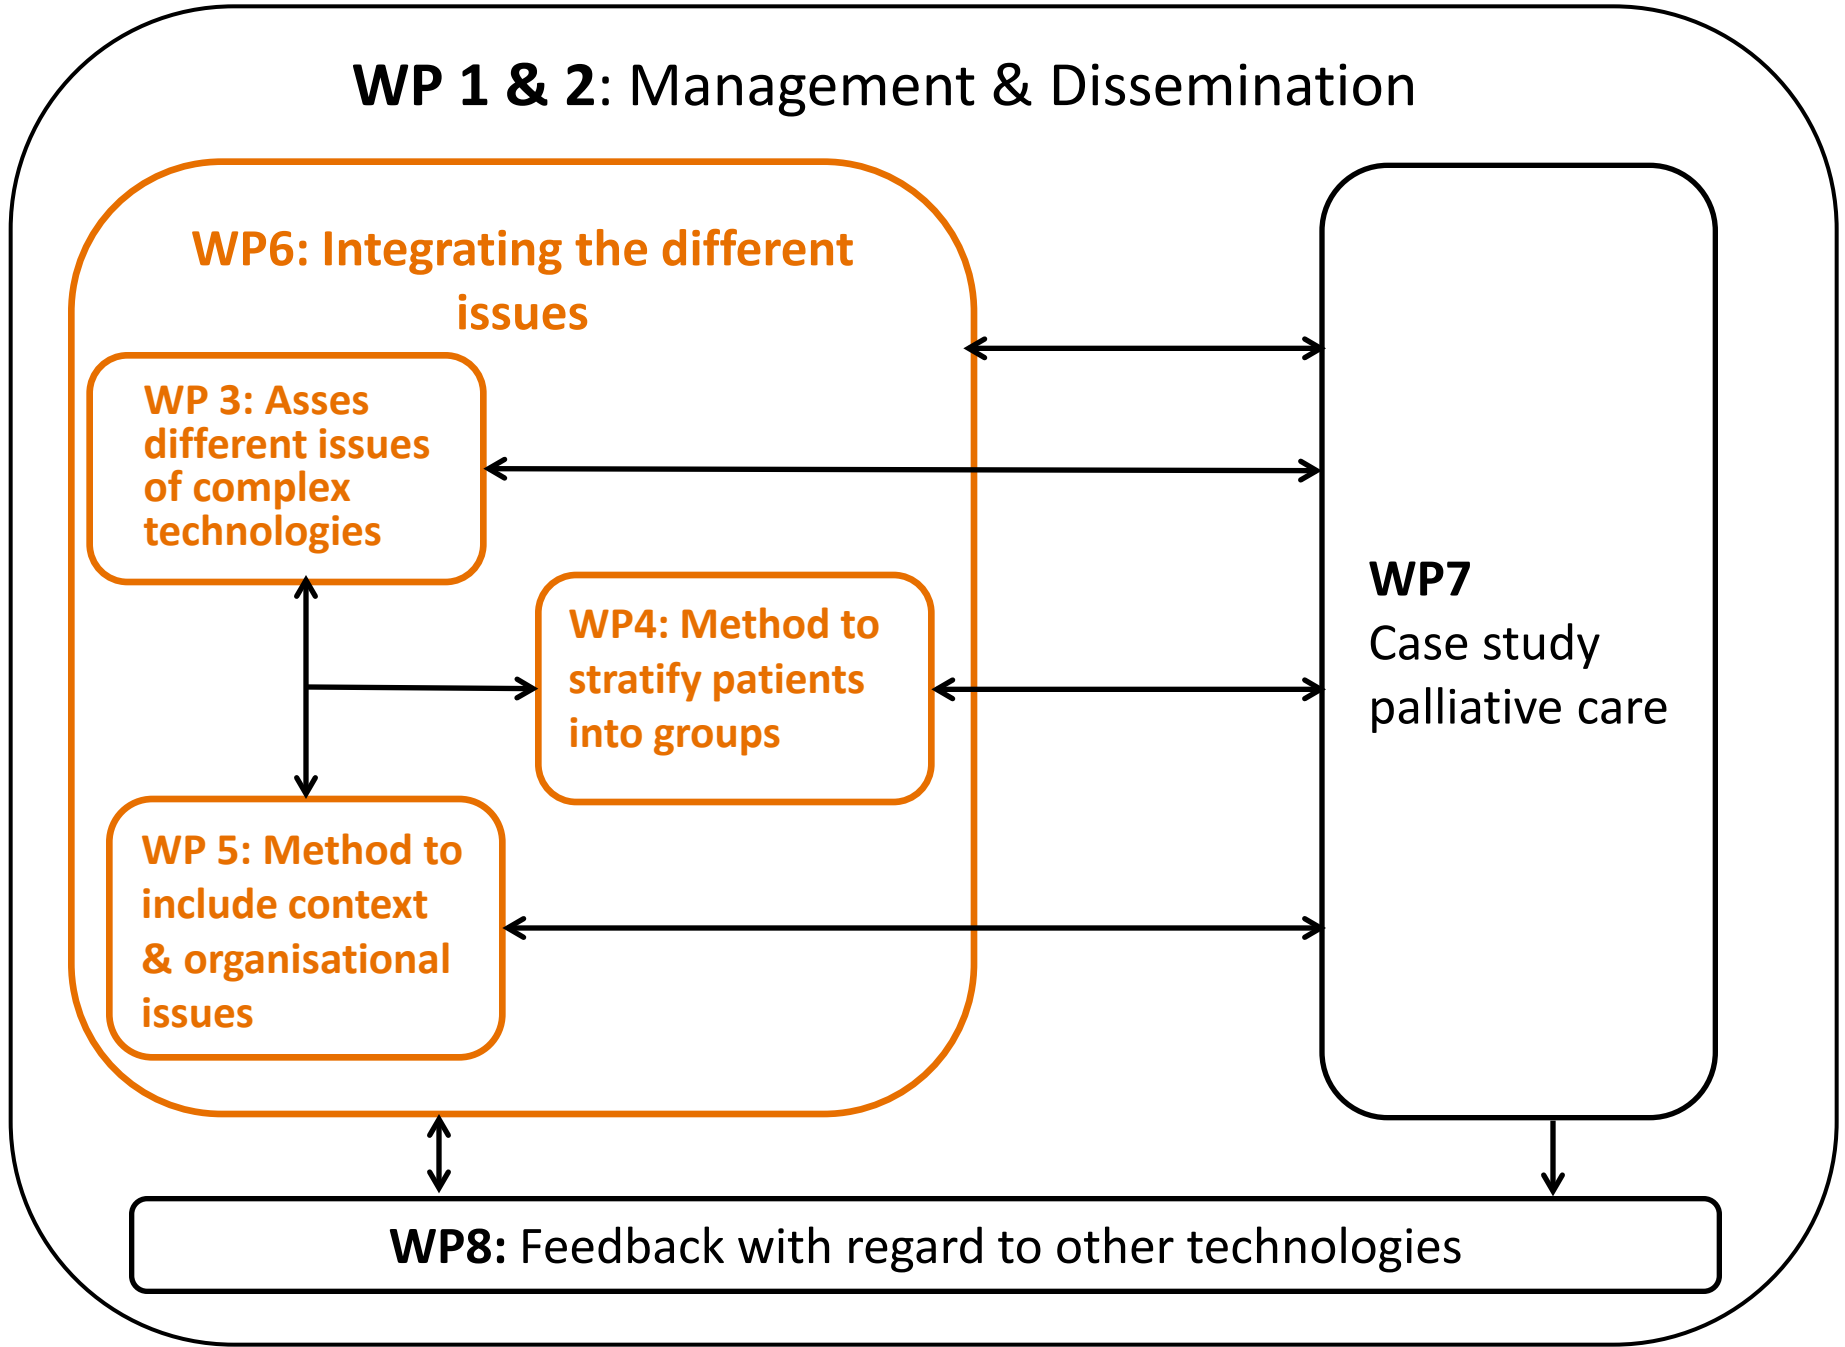 WP 1 & 2: Management & Dissemination
WP6: Integrating the different
issues
WP 3: Asses
different issues
of complex
technologies
WP4: Method to
stratify patients
into groups
WP 5: Method to
include context
& organisational
issues
WP7
Case study
palliative care
WP8: Feedback with regard to other technologies